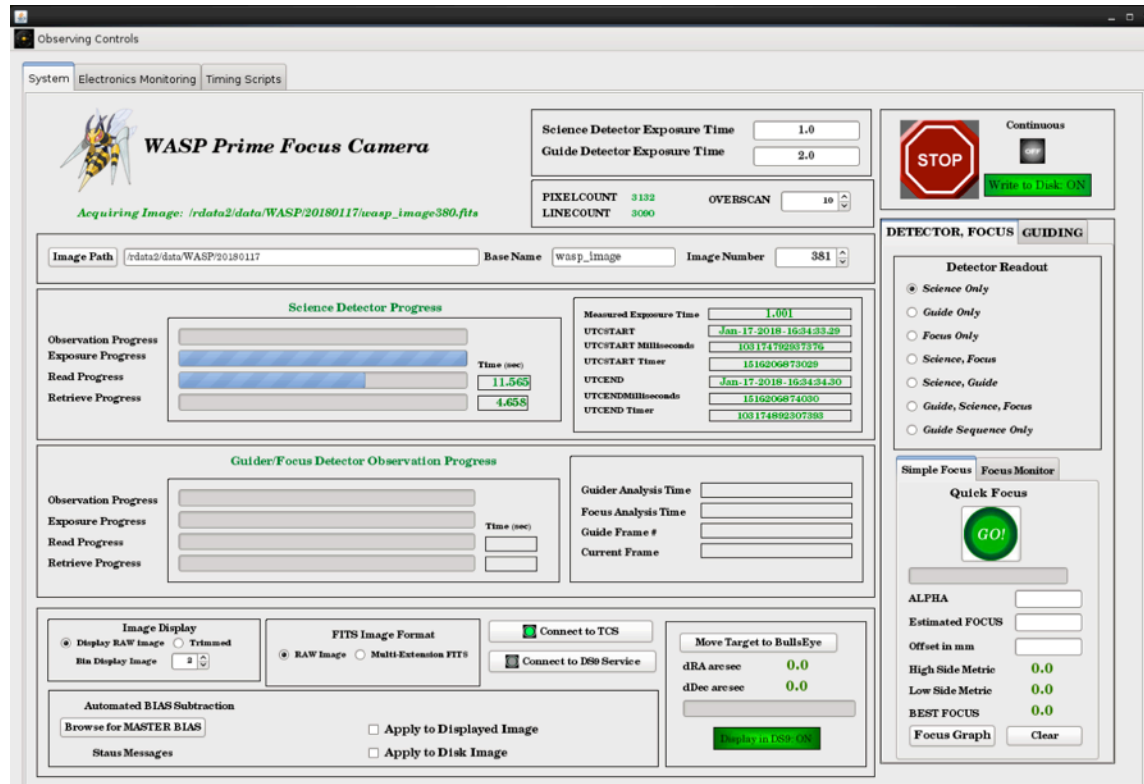 Observing Controls
System Electronics Monitoring Timing Scripts
WASP Prime Focus Camera
Acquiring Image: /rdata2/data/WASP/20180117/wasp_image380.fits
Science Detector Exposure Time 1.0
Guide Detector Exposure Time 2.0
PIXELCOUNT 3132 OVERSCAN 10
LINECOUNT 3090
STOP
Continuous
OFF
Write to Disk: ON
Image Path /rdata2/data/WASP/20180117 Base Name wasp_image Image Number 381
Science Detector Progress
Observation Progress
Exposure Progress
Time (sec)
Read Progress 11.565
Retrieve Progress 4.658
Measured Exposure Time 1.001
UTCSTART Jan-17-2018-16:34:33.29
UTCSTART Milliseconds 103174792937376
UTCSTART Timer 1516206873029
UTCEND Jan-17-2018-16:34:34.30
UTCENDMilliseconds 1516206874030
UTCEND Timer 103174892307393
Guider/Focus Detector Observation Progress
Observation Progress
Exposure Progress
Time (sec)
Read Progress
Retrieve Progress
Guider Analysis Time
Focus Analysis Time
Guide Frame #
Current Frame
Image Display
Display RAW image Trimmed
Bin Display Image 2
FITS Image Format
RAW Image Multi-Extension FITS
Connect to TCS
Connect to DS9 Service
Automated BIAS Subtraction
Browse for MASTER BIAS
Staus Messages
Apply to Displayed Image
Apply to Disk Image
Move Target to BullsEye
dRA arcsec 0.0
dDec arcsec 0.0
Display in DS9: ON
DETECTOR, FOCUS GUIDING
Detector Readout
Science Only
Guide Only
Focus Only
Science, Focus
Science, Guide
Guide, Science, Focus
Guide Sequence Only
Simple Focus Focus Monitor
Quick Focus
GO!
ALPHA
Estimated FOCUS
Offset in mm
High Side Metric 0.0
Low Side Metric 0.0
BEST FOCUS 0.0
Focus Graph Clear